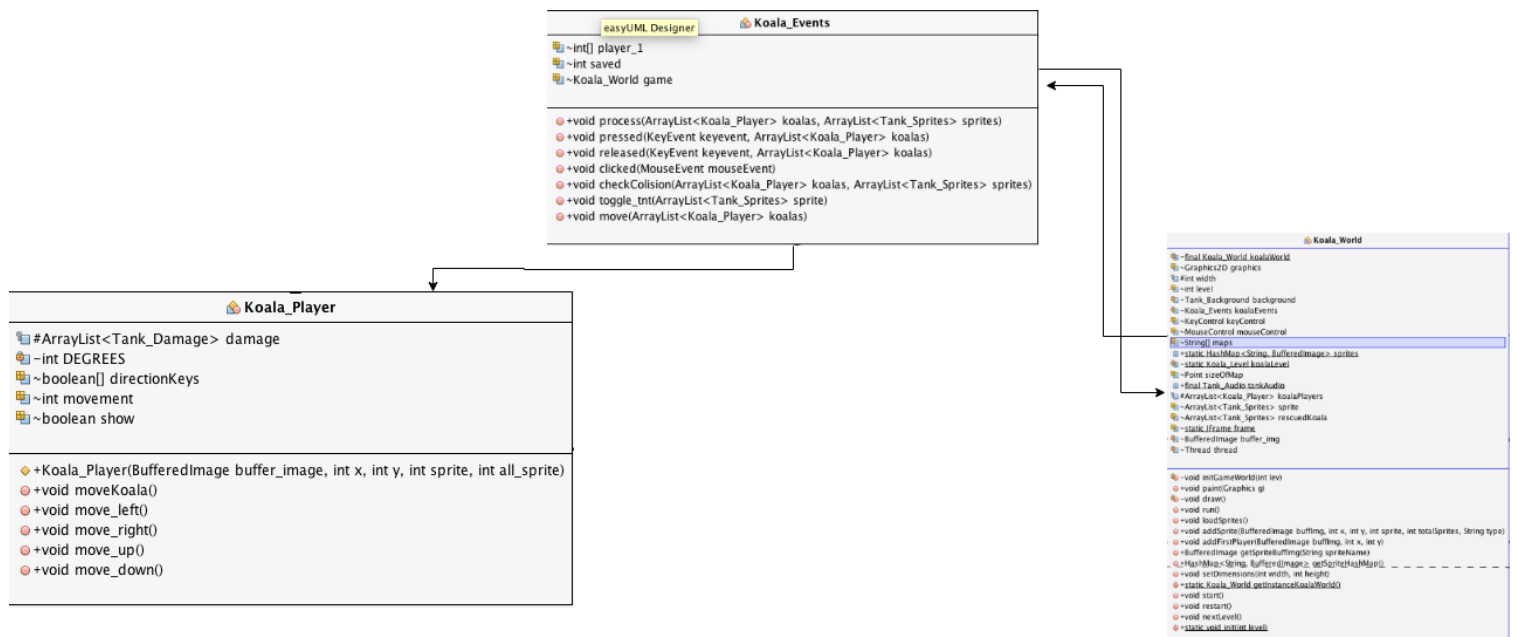 easyUML Designer
Koala_Events
~int[] player_1
~int saved
~Koala_World game
+void process(ArrayList<Koala_Player> koalas, ArrayList<Tank_Sprites> sprites)
+void pressed(KeyEvent keyevent, ArrayList<Koala_Player> koalas)
+void released(KeyEvent keyevent, ArrayList<Koala_Player> koalas)
+void clicked(MouseEvent mouseEvent)
+void checkColision(ArrayList<Koala_Player> koalas, ArrayList<Tank_Sprites> sprites)
+void toggle_tnt(ArrayList<Tank_Sprites> sprite)
+void move(ArrayList<Koala_Player> koalas)
Koala_Player
#ArrayList<Tank_Damage> damage
-int DEGREES
~boolean[] directionKeys
~int movement
~boolean show
+Koala_Player(BufferedImage buffer_image, int x, int y, int sprite, int all_sprite)
+void moveKoala()
+void move_left()
+void move_right()
+void move_up()
+void move_down()
Koala_World
-final Koala_World koalaWorld
~Graphics2D graphics
#int width
~int level
~Tank_Background background
~Koala_Events koalaEvents
~KeyControl keyControl
~MouseControl mouseControl
~String[] maps
+static HashMap<String, BufferedImage> sprites
~static Koala_Level koalaLevel
~Point sizeOfMap
+final Tank_Audio tankAudio
#ArrayList<Koala_Player> koalaPlayers
~ArrayList<Tank_Sprites> sprite
~ArrayList<Tank_Sprites> rescuedKoala
~static JFrame frame
~BufferedImage buffer_img
~Thread thread
-void initGameWorld(int lev)
+void paint(Graphics g)
-void draw()
+void run()
+void loadSprites()
+void addSprite(BufferedImage buffImg, int x, int y, int sprite, int totalSprites, String type)
+void addFirstPlayer(BufferedImage buffImg, int x, int y)
+BufferedImage getSpriteBuffImg(String spriteName)
+HashMap<String, BufferedImage> getSpriteHashMap()
+void setDimensions(int width, int height)
+static Koala_World getInstanceKoalaWorld()
+void start()
+void restart()
+void nextLevel()
+static void init(int level)